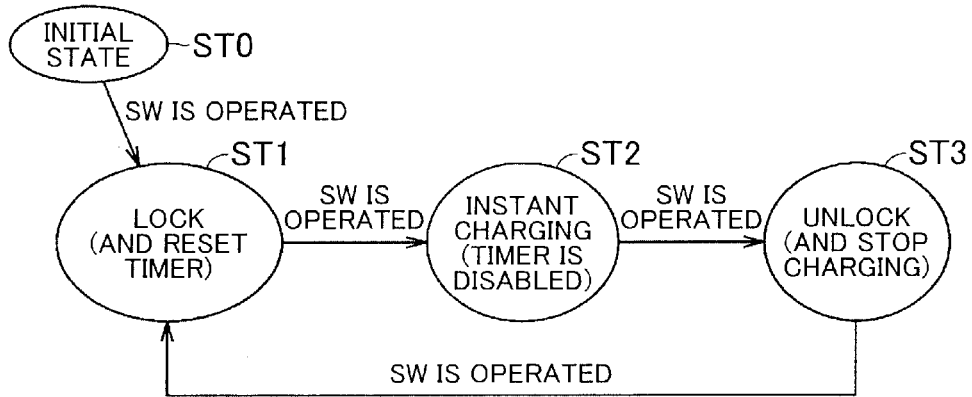 INITIAL
STATE
ST0
SW IS OPERATED
ST1
LOCK
(AND RESET
TIMER)
SW IS
OPERATED
ST2
INSTANT
CHARGING
(TIMER IS
DISABLED)
SW IS
OPERATED
ST3
UNLOCK
(AND STOP
CHARGING)
SW IS OPERATED